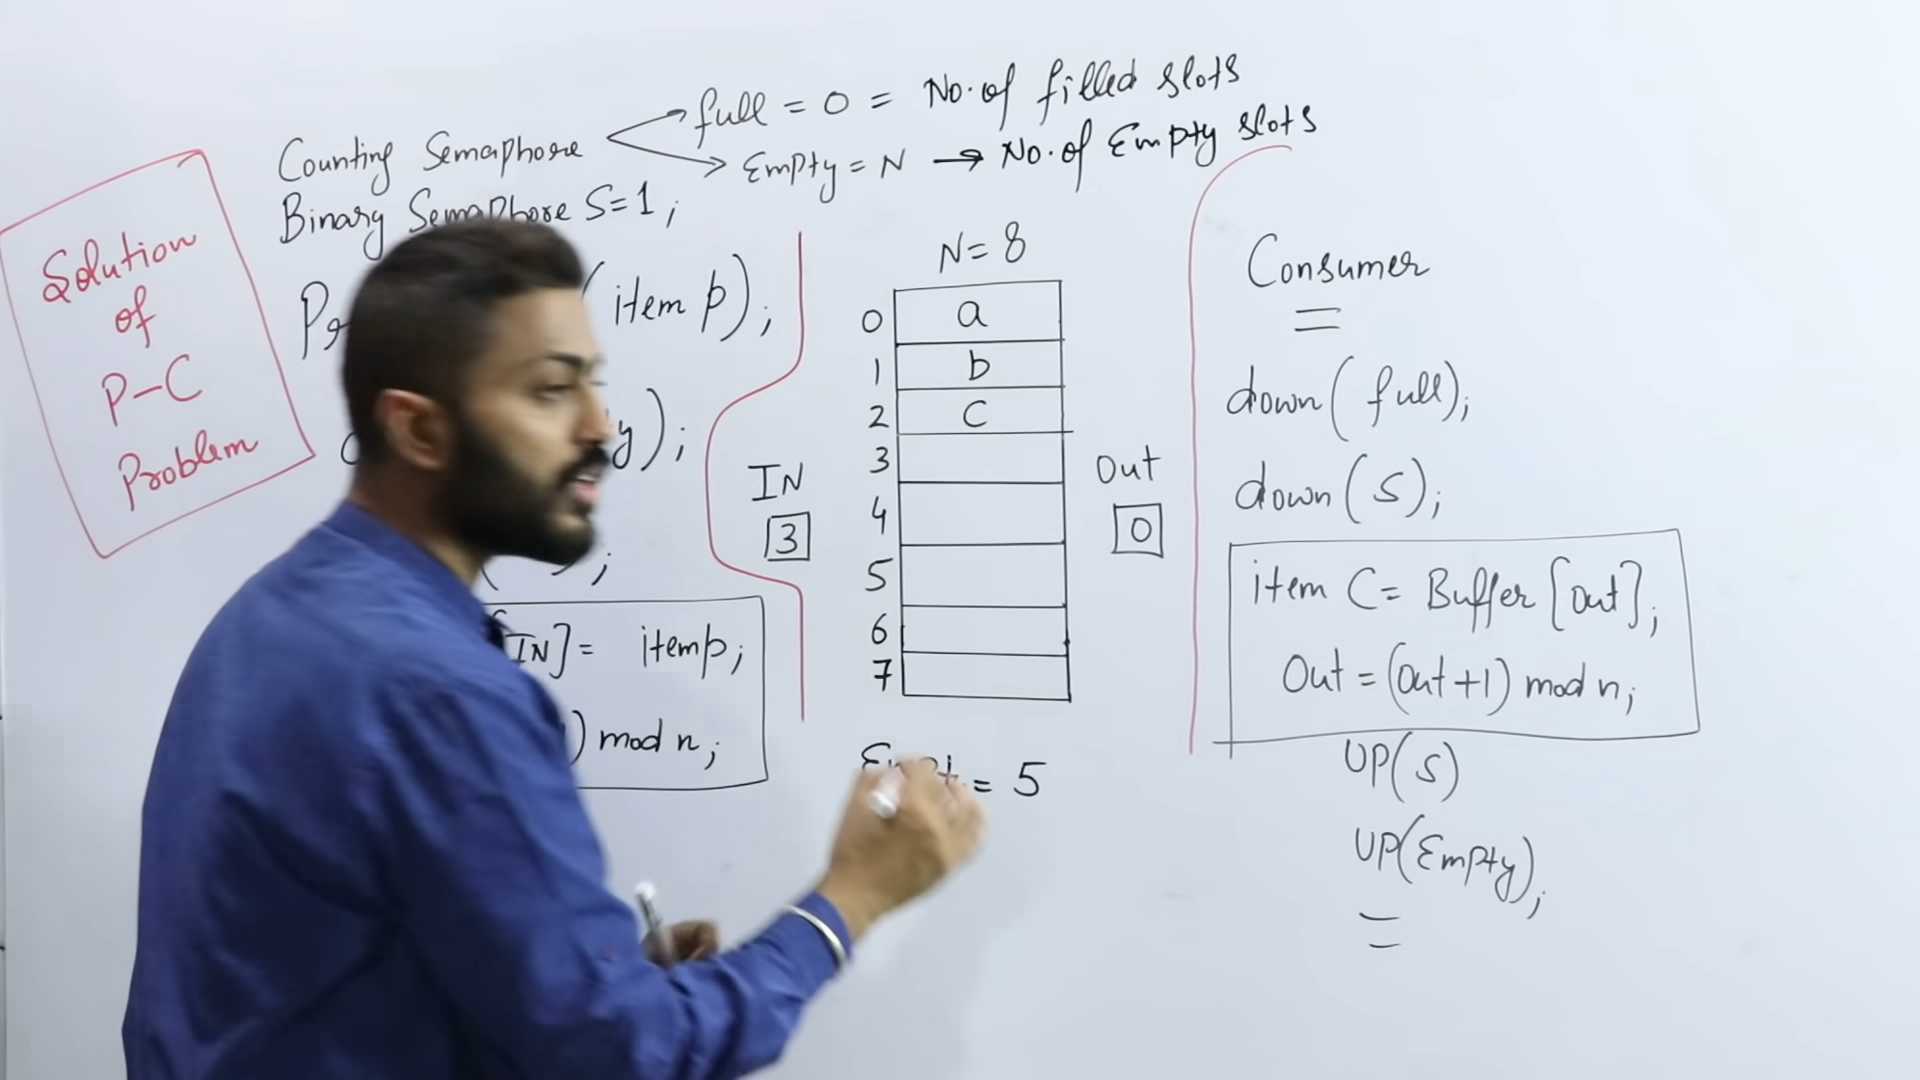 Counting Semaphore
full = 0 = No. of filled slots
Empty = N → No. of Empty slots
Binary Semaphore S=1;
Solution
of
P-C
Problem
(item p);
y);
;
[IN] = itemp;
) mod n;
N = 8
0 a
1 b
2 c
3
4
5
6
7
IN
3
Out
0
= 5
Consumer
down(full);
down(S);
item C = Buffer[out];
Out = (out+1) mod n;
UP(S)
UP(Empty);